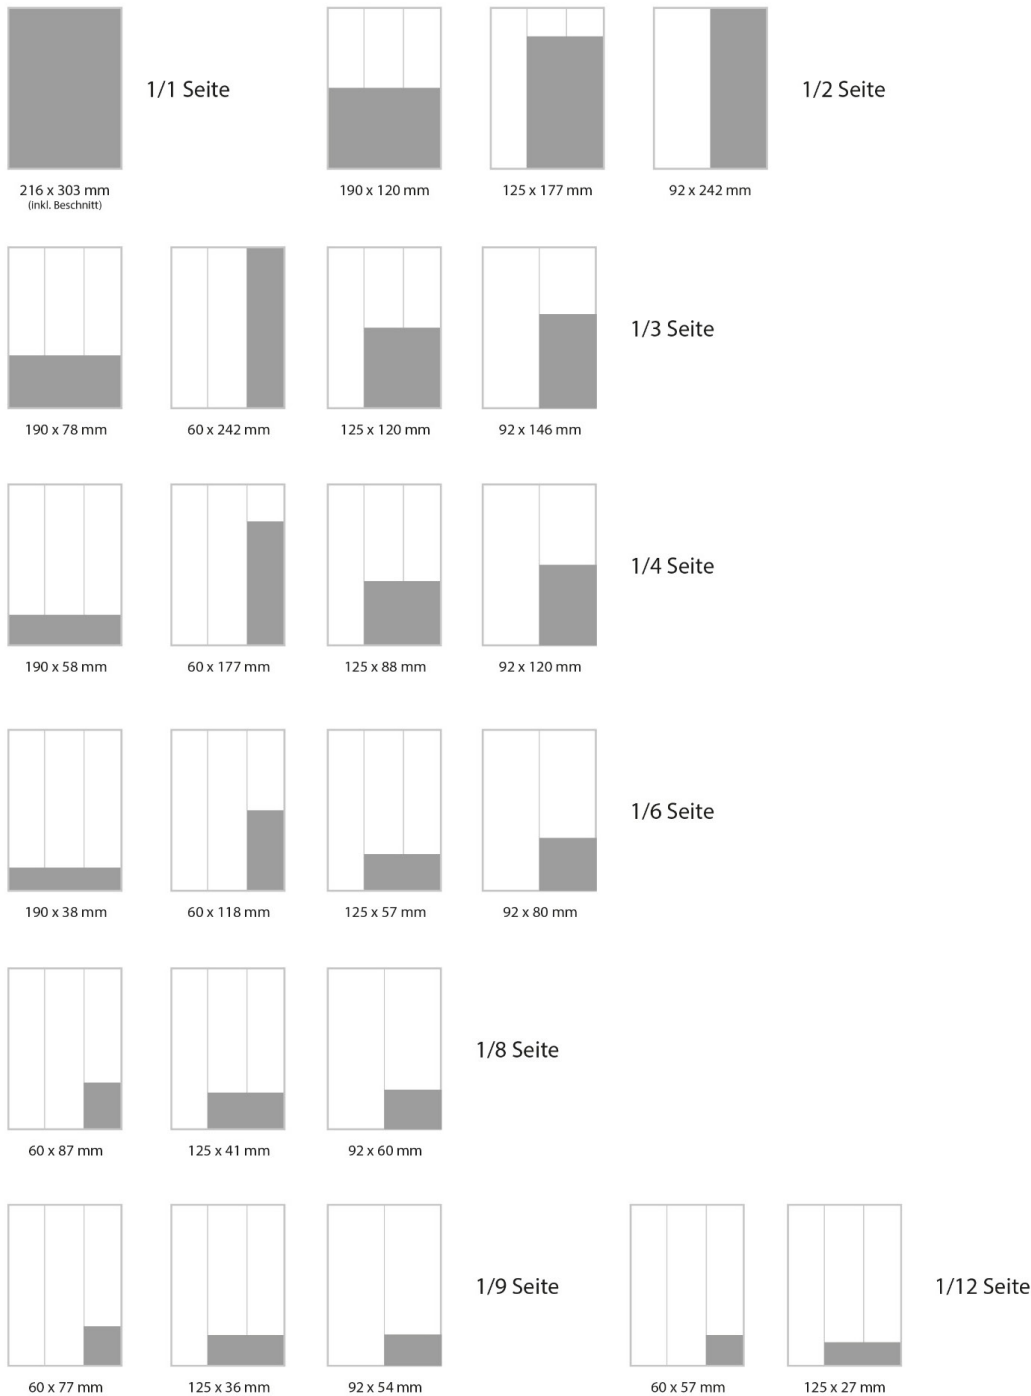 1/1 Seite
1/2 Seite
216 x 303 mm
(inkl. Beschnitt)
190 x 120 mm
125 x 177 mm
92 x 242 mm
1/3 Seite
190 x 78 mm
60 x 242 mm
125 x 120 mm
92 x 146 mm
1/4 Seite
190 x 58 mm
60 x 177 mm
125 x 88 mm
92 x 120 mm
1/6 Seite
190 x 38 mm
60 x 118 mm
125 x 57 mm
92 x 80 mm
1/8 Seite
60 x 87 mm
125 x 41 mm
92 x 60 mm
1/9 Seite
1/12 Seite
60 x 77 mm
125 x 36 mm
92 x 54 mm
60 x 57 mm
125 x 27 mm